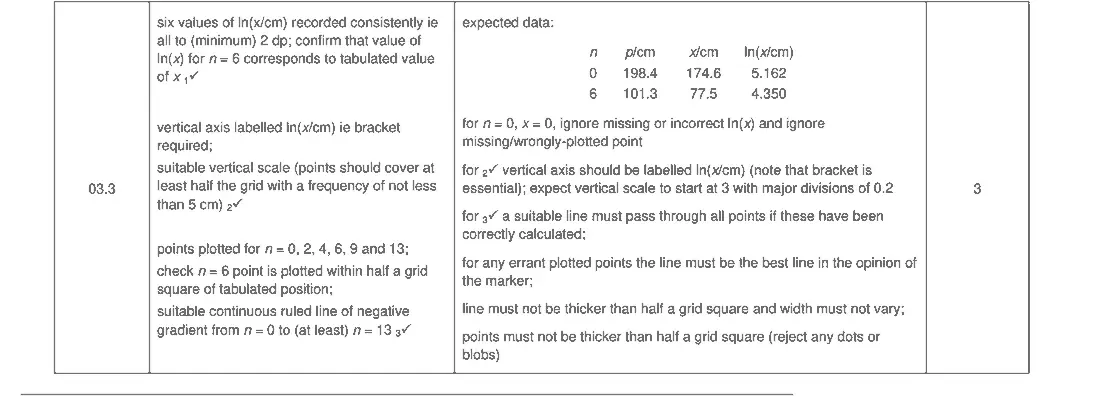 03.3
six values of ln(x/cm) recorded consistently ie
all to (minimum) 2 dp; confirm that value of
ln(x) for n = 6 corresponds to tabulated value
of x 1✓
vertical axis labelled ln(x/cm) ie bracket
required;
suitable vertical scale (points should cover at
least half the grid with a frequency of not less
than 5 cm) 2✓
points plotted for n = 0, 2, 4, 6, 9 and 13;
check n = 6 point is plotted within half a grid
square of tabulated position;
suitable continuous ruled line of negative
gradient from n = 0 to (at least) n = 13 3✓
expected data:
n p/cm x/cm ln(x/cm)
0 198.4 174.6 5.162
6 101.3 77.5 4.350
for n = 0, x = 0, ignore missing or incorrect ln(x) and ignore
missing/wrongly-plotted point
for 2✓ vertical axis should be labelled ln(x/cm) (note that bracket is
essential); expect vertical scale to start at 3 with major divisions of 0.2
for 3✓ a suitable line must pass through all points if these have been
correctly calculated;
for any errant plotted points the line must be the best line in the opinion of
the marker;
line must not be thicker than half a grid square and width must not vary;
points must not be thicker than half a grid square (reject any dots or
blobs)
3